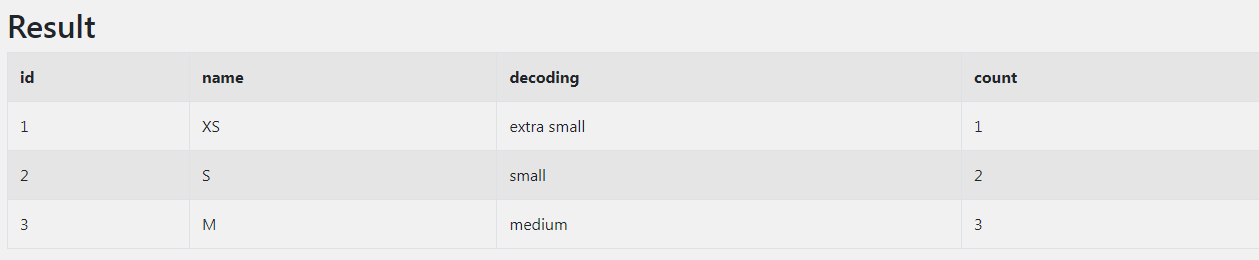 Result
id name decoding count
1 XS extra small 1
2 S small 2
3 M medium 3